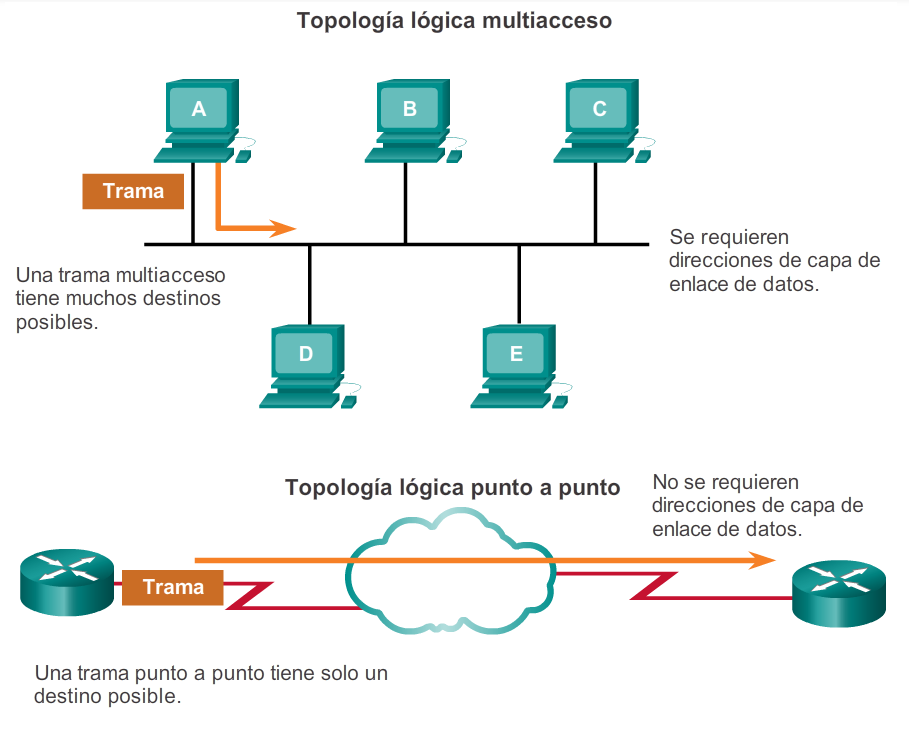 Topología lógica multiacceso
A
B
C
Trama
Se requieren
direcciones de capa de
enlace de datos.
Una trama multiacceso
tiene muchos destinos
posibles.
D
E
Topología lógica punto a punto
No se requieren
direcciones de capa de
enlace de datos.
Trama
Una trama punto a punto tiene solo un
destino posible.